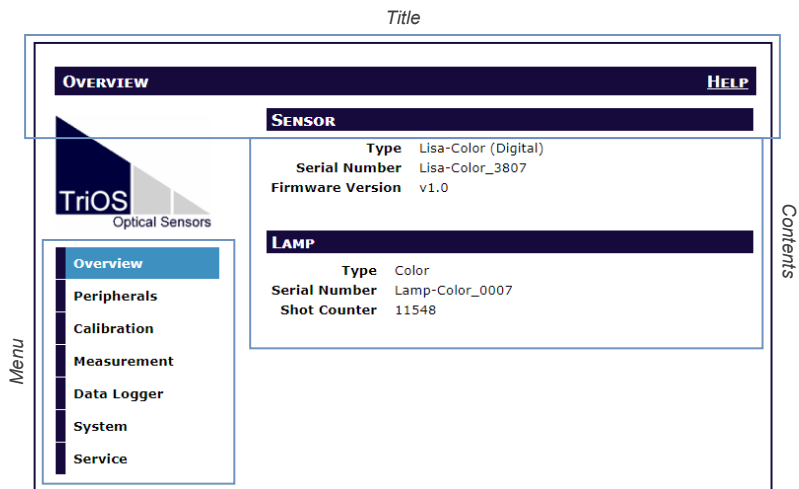 Title
OVERVIEW HELP
TriOS
Optical Sensors
SENSOR
Type Lisa-Color (Digital)
Serial Number Lisa-Color_3807
Firmware Version v1.0
LAMP
Type Color
Serial Number Lamp-Color_0007
Shot Counter 11548
Contents
Menu
Overview
Peripherals
Calibration
Measurement
Data Logger
System
Service